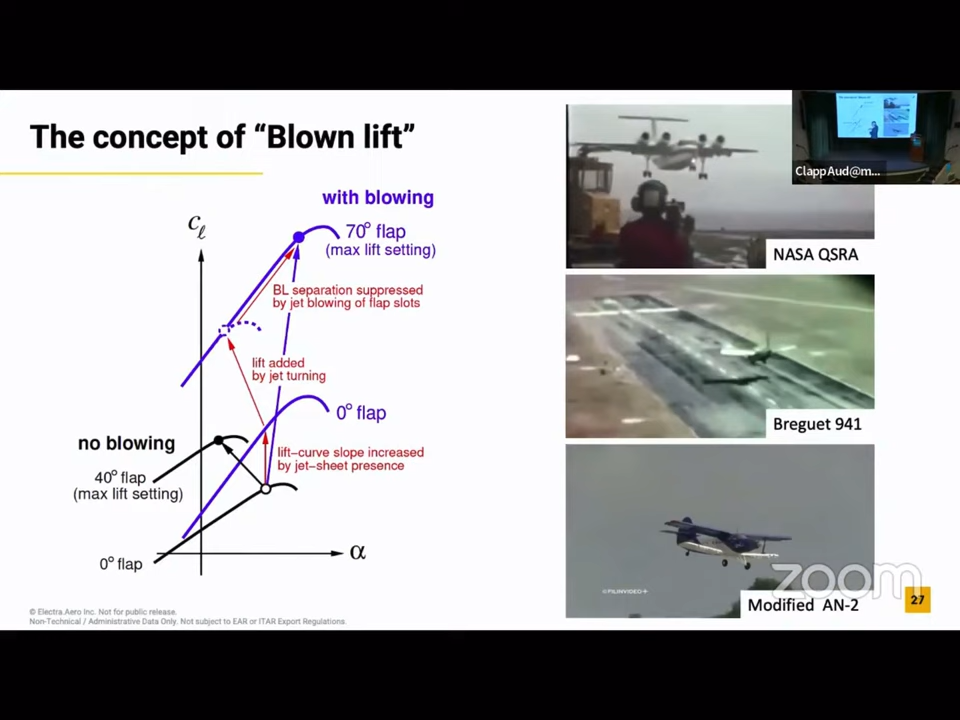 The concept of “Blown lift”
ClappAud@m...
with blowing
cℓ
70° flap
(max lift setting)
BL separation suppressed
by jet blowing of flap slots
lift added
by jet turning
0° flap
no blowing
lift−curve slope increased
by jet−sheet presence
40° flap
(max lift setting)
α
0° flap
NASA QSRA
Breguet 941
©FILINVIDEO✈
zoom
Modified AN-2
27
© Electra.Aero Inc. Not for public release.
Non-Technical / Administrative Data Only. Not subject to EAR or ITAR Export Regulations.